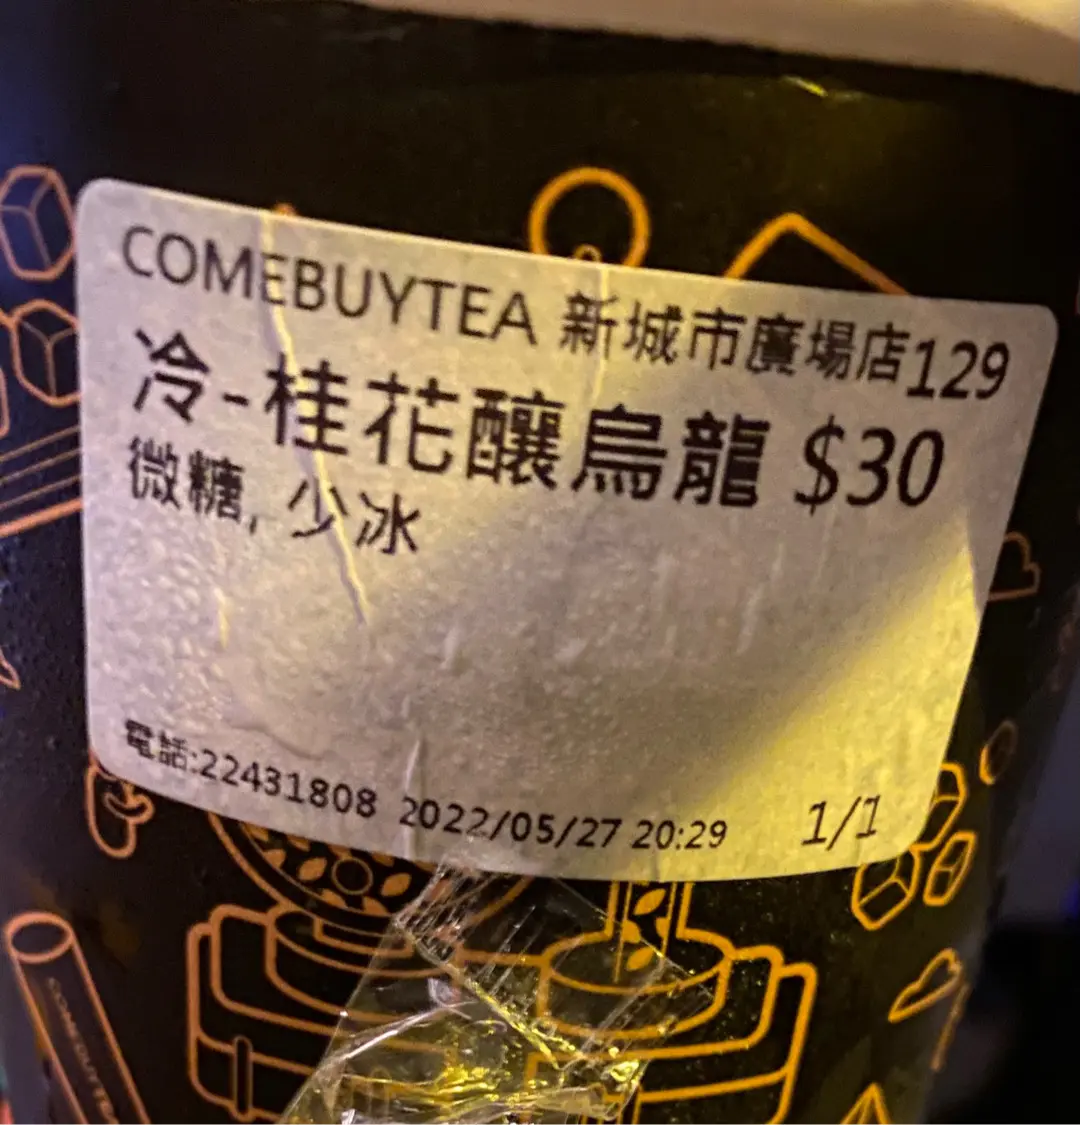 COMEBUYTEA 新城市廣場店129
冷-桂花釀烏龍 $30
微糖, 少冰
電話:22431808 2022/05/27 20:29 1/1
COMEBUYTEA